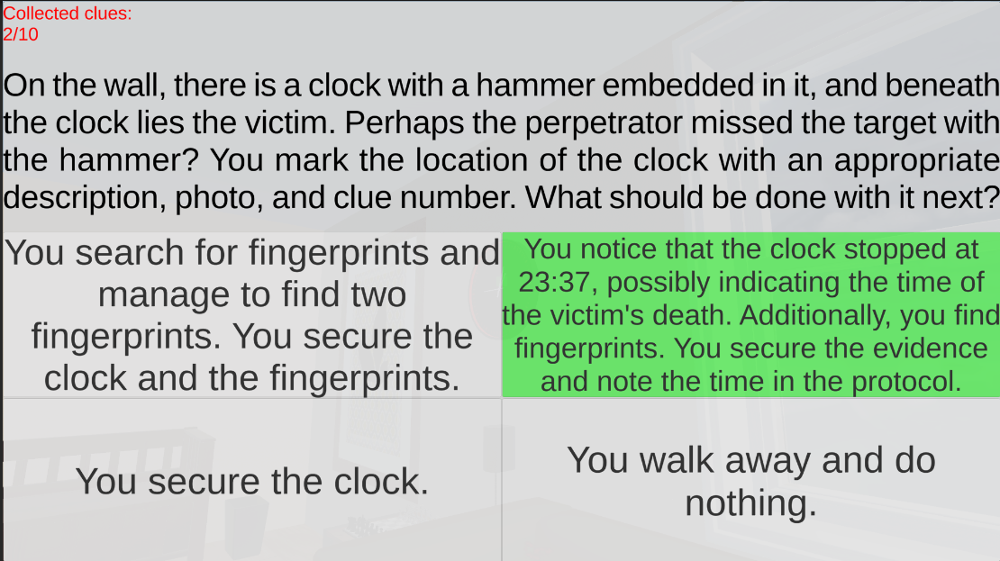 Collected clues:
2/10
On the wall, there is a clock with a hammer embedded in it, and beneath
the clock lies the victim. Perhaps the perpetrator missed the target with
the hammer? You mark the location of the clock with an appropriate
description, photo, and clue number. What should be done with it next?
You search for fingerprints and
manage to find two
fingerprints. You secure the
clock and the fingerprints.
You notice that the clock stopped at
23:37, possibly indicating the time of
the victim's death. Additionally, you find
fingerprints. You secure the evidence
and note the time in the protocol.
You secure the clock.
You walk away and do
nothing.